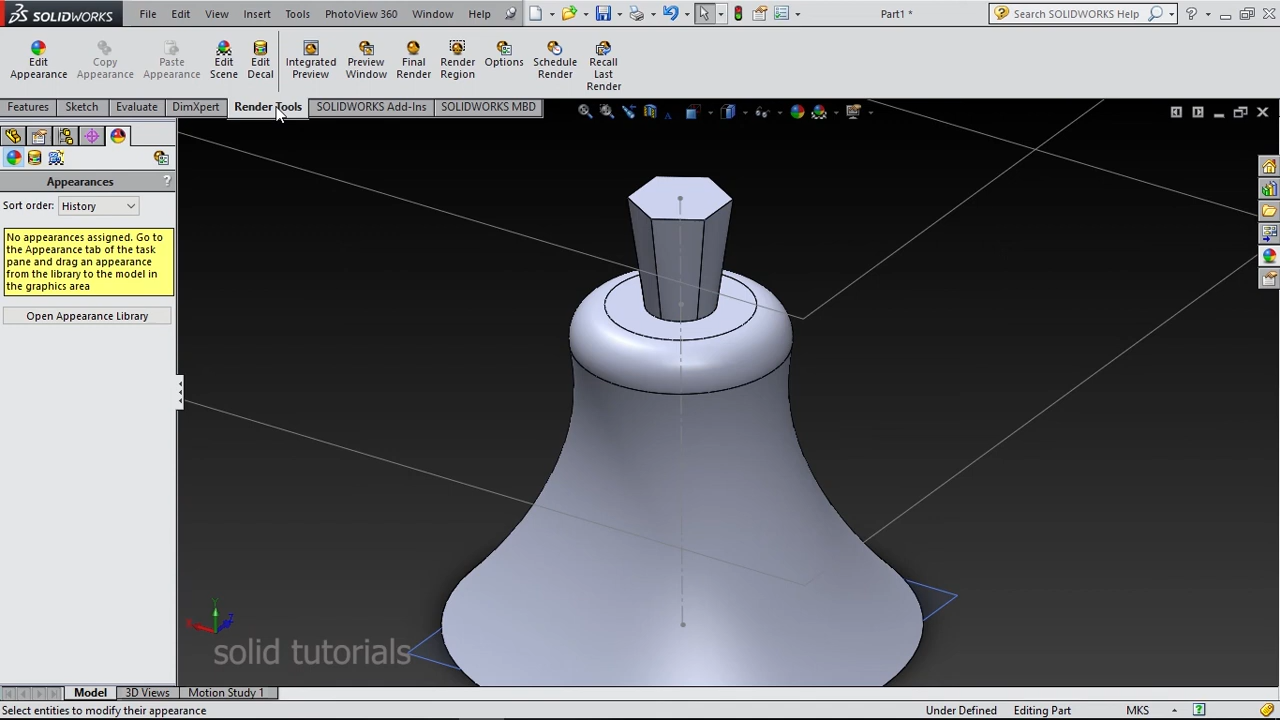 SOLIDWORKS File Edit View Insert Tools PhotoView 360 Window Help Part1 * Search SOLIDWORKS Help
Edit Appearance
Copy Appearance
Paste Appearance
Edit Scene
Edit Decal
Integrated Preview
Preview Window
Final Render
Render Region
Options
Schedule Render
Recall Last Render
Features Sketch Evaluate DimXpert Render Tools SOLIDWORKS Add-Ins SOLIDWORKS MBD
Appearances ?
Sort order: History
No appearances assigned. Go to
the Appearance tab of the task
pane and drag an appearance
from the library to the model in
the graphics area
Open Appearance Library
Y
X
Z
solid tutorials
Model 3D Views Motion Study 1
Select entities to modify their appearance Under Defined Editing Part MKS